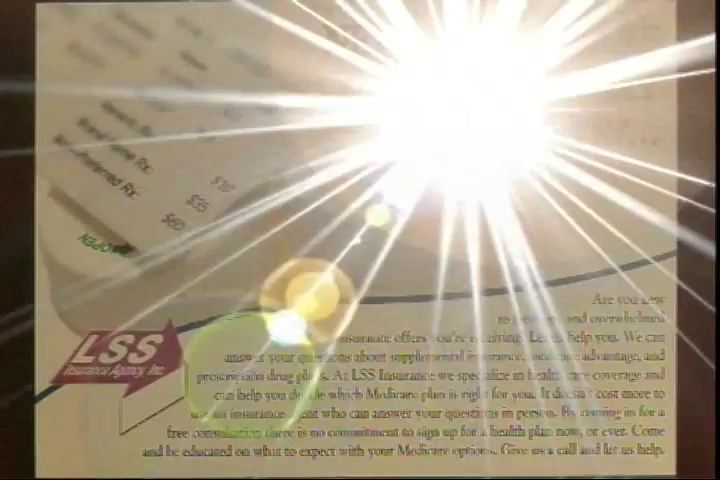 Generic Rx: $10
Brand Name Rx: $35
Non-Preferred Rx: $60
LSS
Insurance Agency, Inc.
Are you new
and overwhelmed
insurance offers you're receiving. Let us help you. We can
answer your questions about supplemental insurance, medicare advantage, and
prescription drug plans. At LSS Insurance we specialize in health care coverage and
can help you decide which Medicare plan is right for you. It doesn't cost more to
use an insurance agent who can answer your questions in person. By coming in for a
free consultation there is no commitment to sign up for a health plan now, or ever. Come
and be educated on what to expect with your Medicare options. Give us a call and let us help.